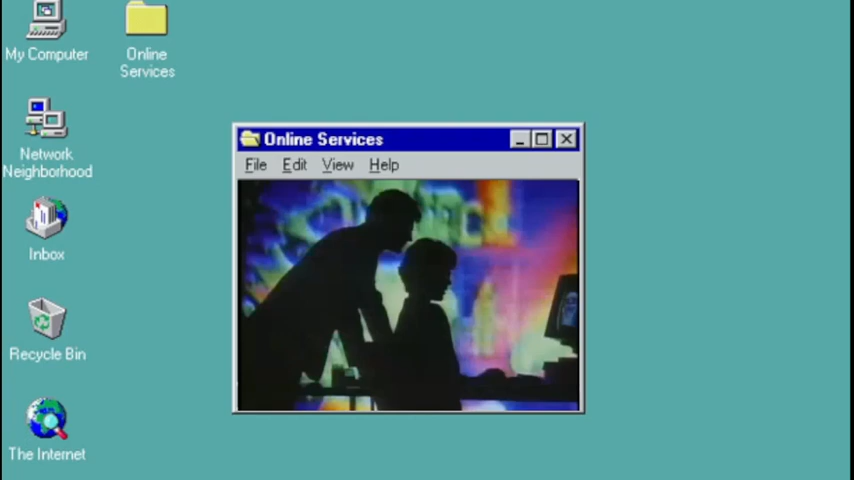 My Computer
Online
Services
Network
Neighborhood
Inbox
Recycle Bin
The Internet
Online Services
File Edit View Help